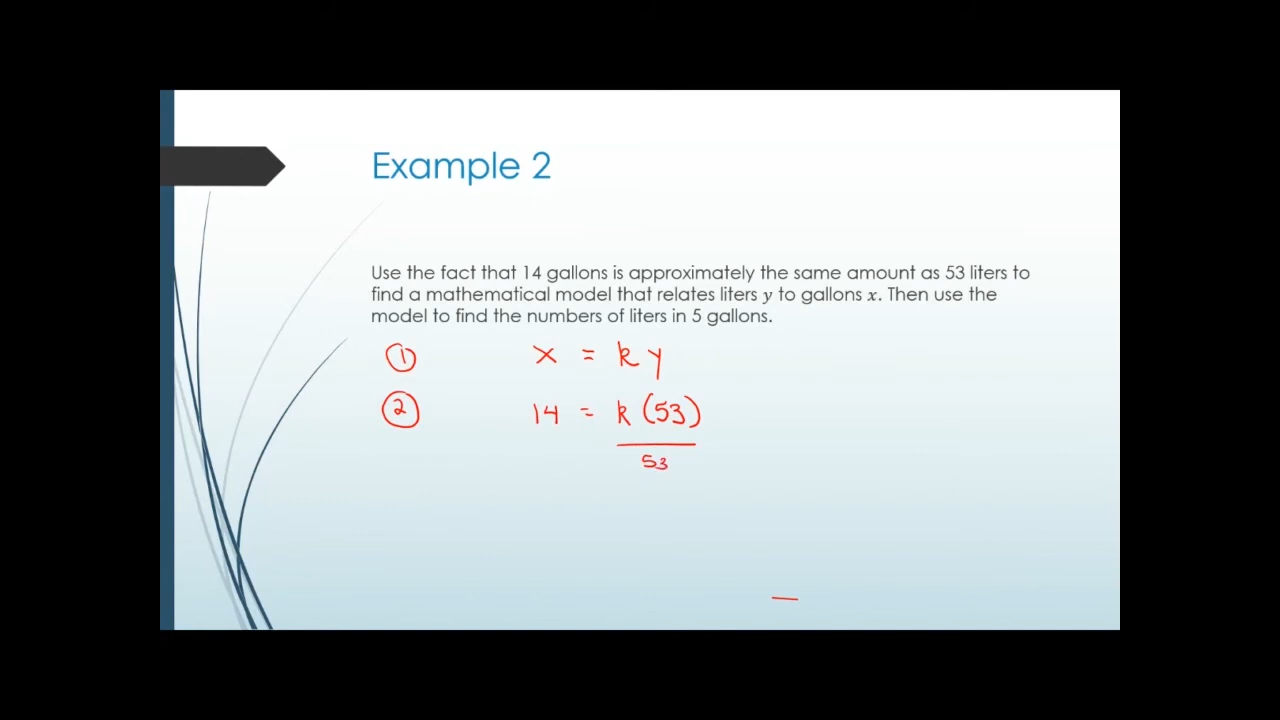 Example 2
Use the fact that 14 gallons is approximately the same amount as 53 liters to
find a mathematical model that relates liters y to gallons x. Then use the
model to find the numbers of liters in 5 gallons.
① x = k y
② 14 = k (53)
53